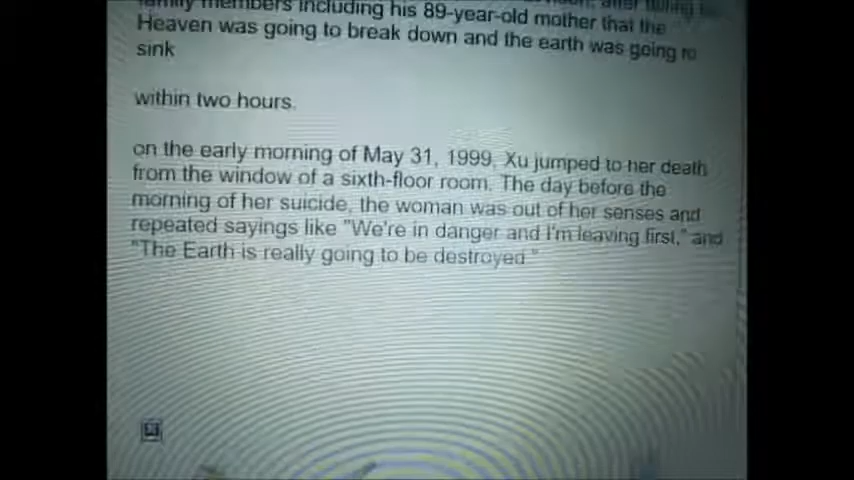 family members including his 89-year-old mother that the
Heaven was going to break down and the earth was going to
sink
within two hours.
on the early morning of May 31, 1999, Xu jumped to her death
from the window of a sixth-floor room. The day before the
morning of her suicide, the woman was out of her senses and
repeated sayings like "We're in danger and I'm leaving first," and
"The Earth is really going to be destroyed."